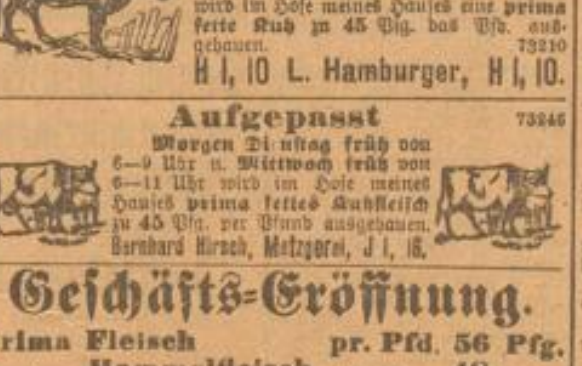 wird im Hofe meines Hauses eine prima
fette Kuh zu 45 Pfg. das Pfd. aus-
gehauen. 73210
H 1, 10 L. Hamburger, H 1, 10.
Aufgepasst 73246
Morgen Dienstag früh von
6—9 Uhr u. Mittwoch früh von
6—11 Uhr wird im Hofe meines
Hauses prima fettes Kuhfleisch
zu 45 Pfg. per Pfund ausgehauen.
Bernhard Hirsch, Metzgerei, J 1, 16.
Geschäfts-Eröffnung.
rima Fleisch pr. Pfd. 56 Pfg.
Hammelfleisch